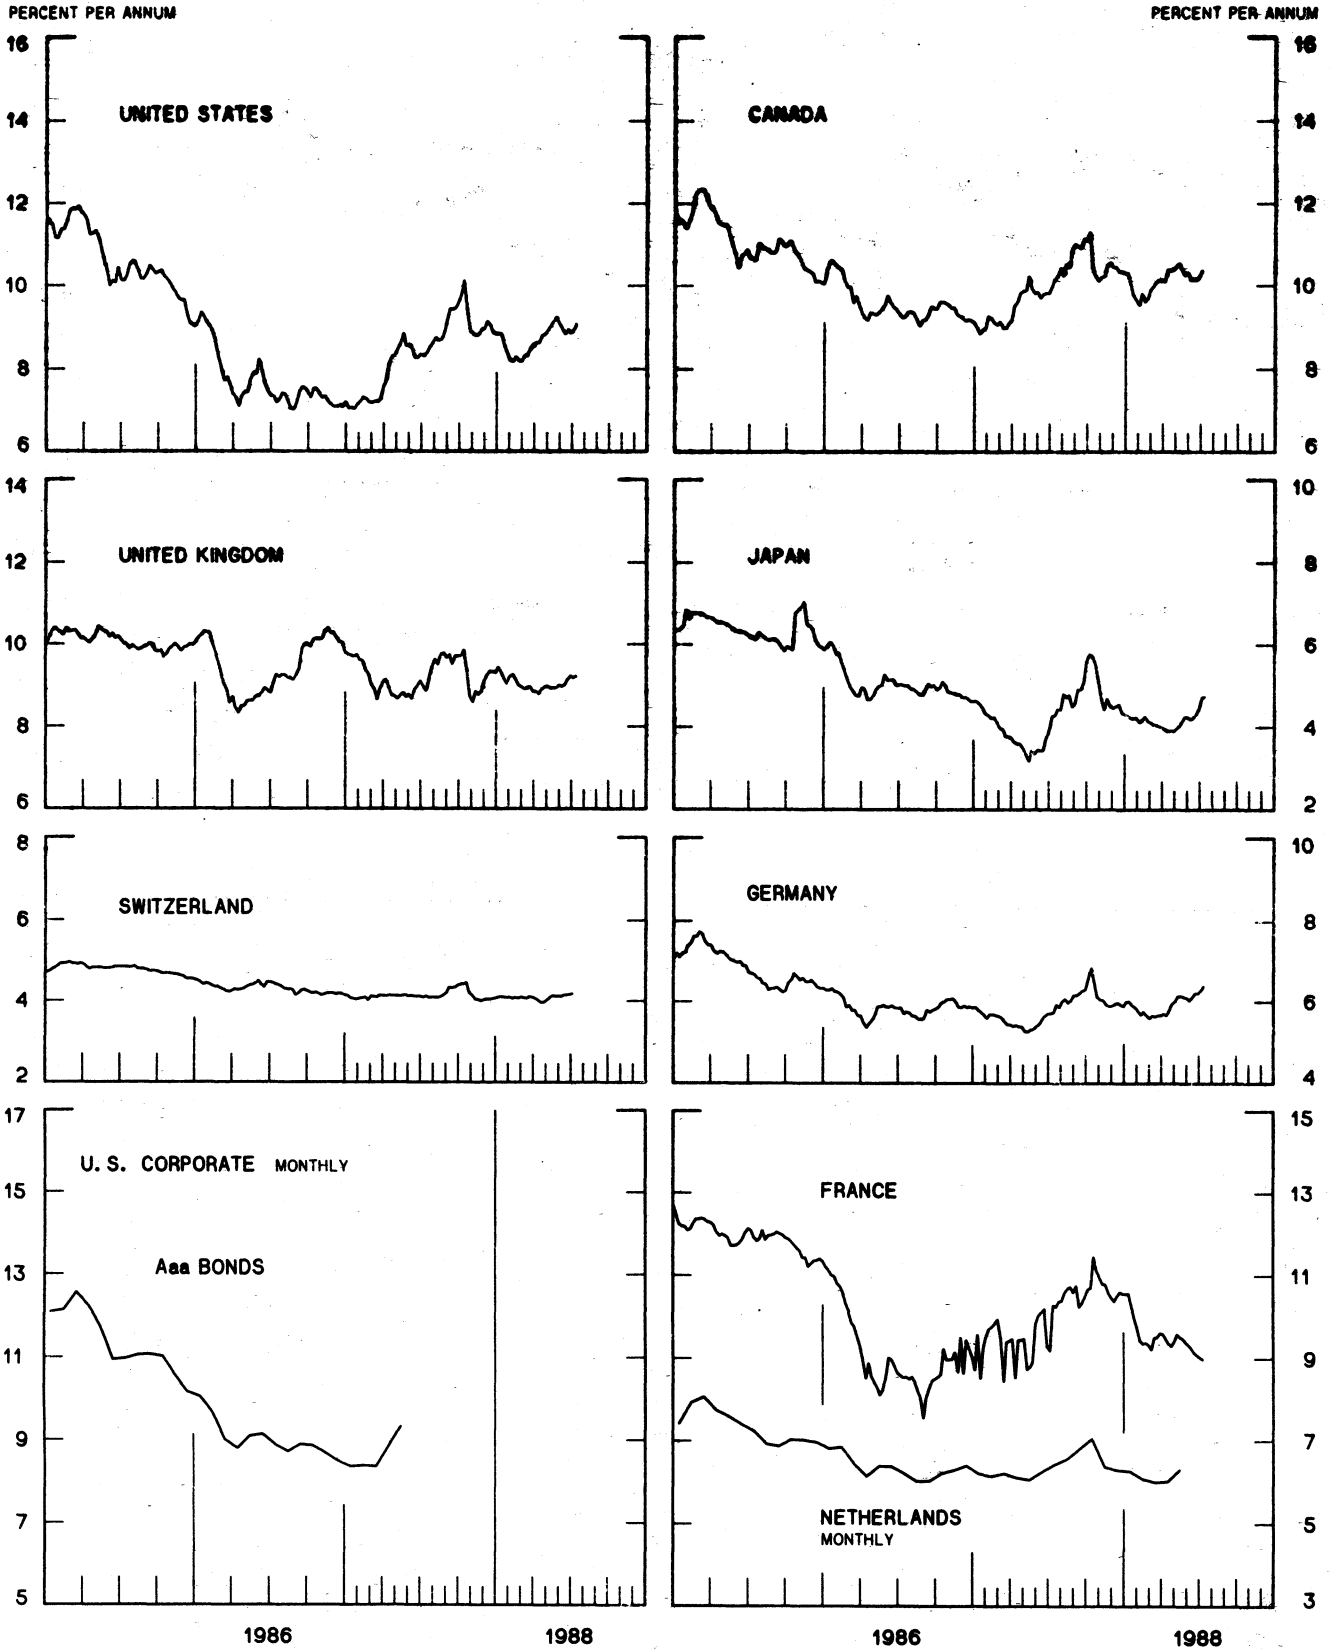 PERCENT PER ANNUM PERCENT PER ANNUM
16 16
UNITED STATES CANADA
14 14
12 12
10 10
8 8
6 6
14 10
UNITED KINGDOM JAPAN
12 8
10 6
8 4
6 2
8 10
SWITZERLAND GERMANY
6 8
4 6
2 4
17 15
U.S. CORPORATE MONTHLY
FRANCE
15 13
Aaa BONDS
13 11
11 9
9 7
NETHERLANDS
MONTHLY
7 5
5 3
1986 1988 1986 1988